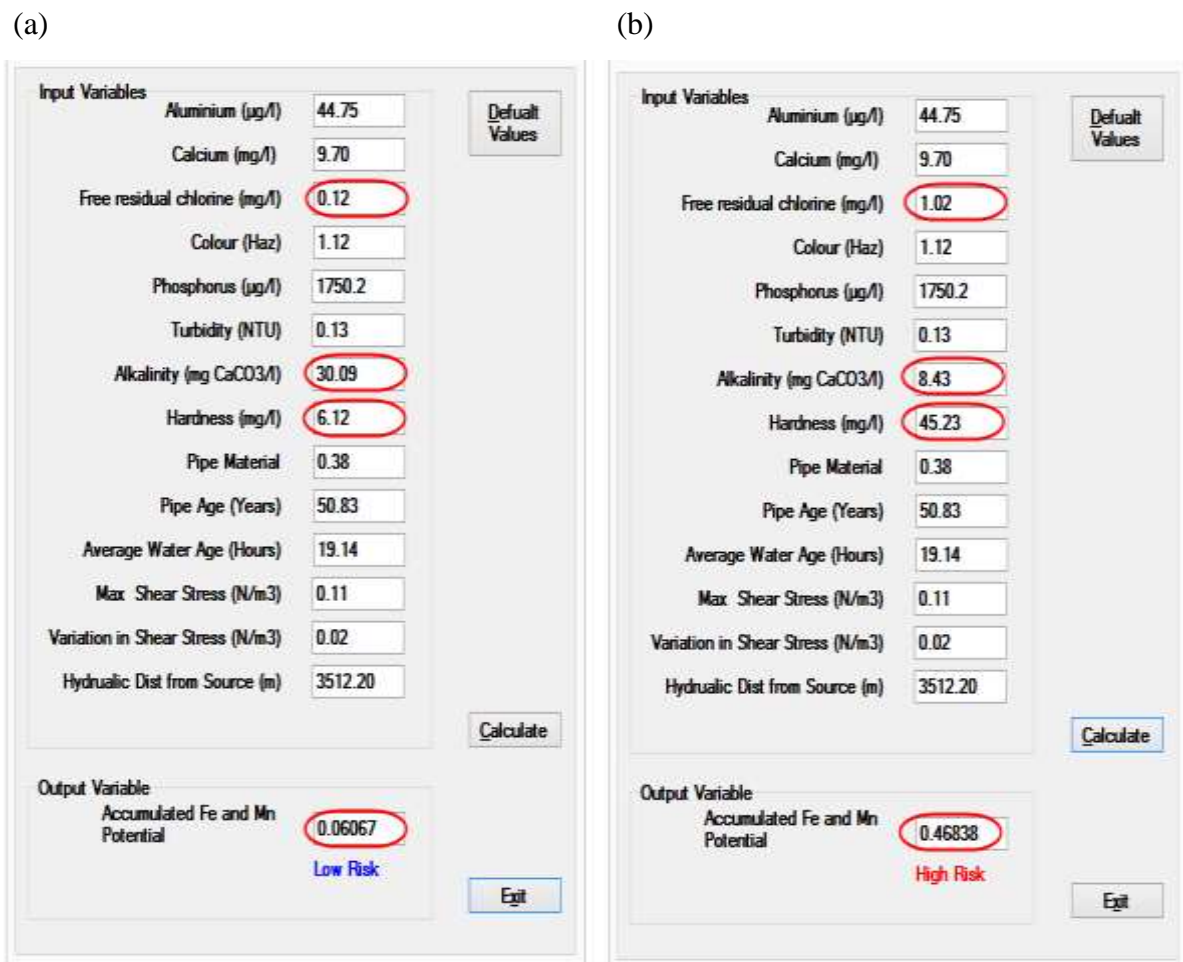 (a)
Input Variables
Aluminium (µg/l) 44.75
Defualt Values
Calcium (mg/l) 9.70
Free residual chlorine (mg/l) 0.12
Colour (Haz) 1.12
Phosphorus (µg/l) 1750.2
Turbidity (NTU) 0.13
Alkalinity (mg CaCO3/l) 30.09
Hardness (mg/l) 6.12
Pipe Material 0.38
Pipe Age (Years) 50.83
Average Water Age (Hours) 19.14
Max Shear Stress (N/m3) 0.11
Variation in Shear Stress (N/m3) 0.02
Hydrualic Dist from Source (m) 3512.20
Calculate
Output Variable
Accumulated Fe and Mn
Potential 0.06067
Low Risk
Exit
(b)
Input Variables
Aluminium (µg/l) 44.75
Defualt Values
Calcium (mg/l) 9.70
Free residual chlorine (mg/l) 1.02
Colour (Haz) 1.12
Phosphorus (µg/l) 1750.2
Turbidity (NTU) 0.13
Alkalinity (mg CaCO3/l) 8.43
Hardness (mg/l) 45.23
Pipe Material 0.38
Pipe Age (Years) 50.83
Average Water Age (Hours) 19.14
Max Shear Stress (N/m3) 0.11
Variation in Shear Stress (N/m3) 0.02
Hydrualic Dist from Source (m) 3512.20
Calculate
Output Variable
Accumulated Fe and Mn
Potential 0.46838
High Risk
Exit